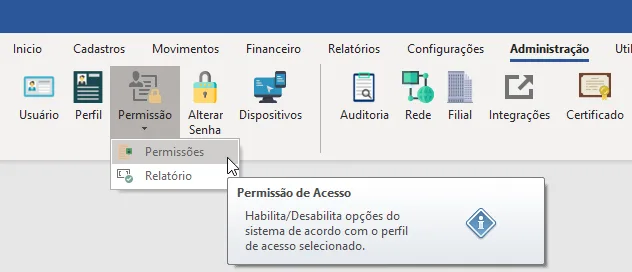 Inicio Cadastros Movimentos Financeiro Relatórios Configurações Administração Uti
Usuário Perfil Permissão Alterar Senha Dispositivos Auditoria Rede Filial Integrações Certificado
Permissões
Relatório
Permissão de Acesso
Habilita/Desabilita opções do
sistema de acordo com o perfil
de acesso selecionado.